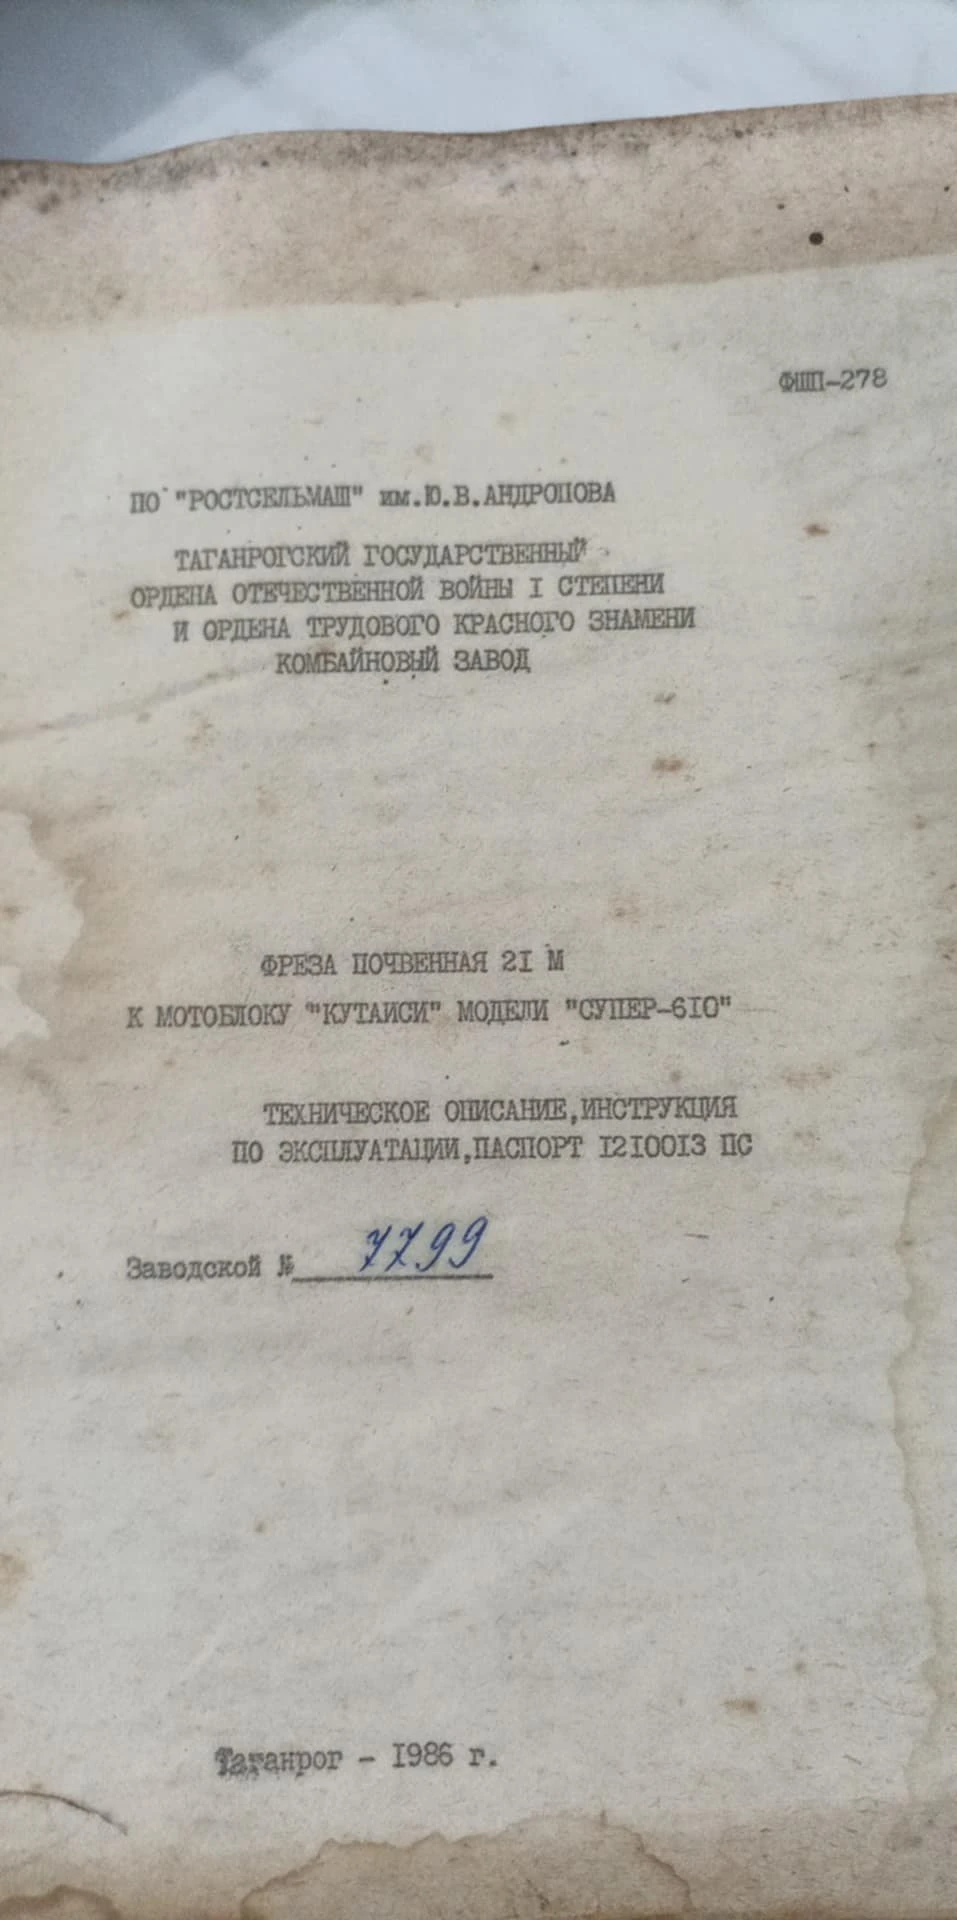 ФШП-278
ПО "РОСТСЕЛЬМАШ" им.Ю.В.АНДРОПОВА
ТАГАНРОГСКИЙ ГОСУДАРСТВЕННЫЙ
ОРДЕНА ОТЕЧЕСТВЕННОЙ ВОЙНЫ I СТЕПЕНИ
И ОРДЕНА ТРУДОВОГО КРАСНОГО ЗНАМЕНИ
КОМБАЙНОВЫЙ ЗАВОД
ФРЕЗА ПОЧВЕННАЯ 2I М
К МОТОБЛОКУ "КУТАИСИ" МОДЕЛИ "СУПЕР-6I0"
ТЕХНИЧЕСКОЕ ОПИСАНИЕ,ИНСТРУКЦИЯ
ПО ЭКСПЛУАТАЦИИ,ПАСПОРТ I2I00I3 ПС
Заводской № 7799
Таганрог - I986 г.